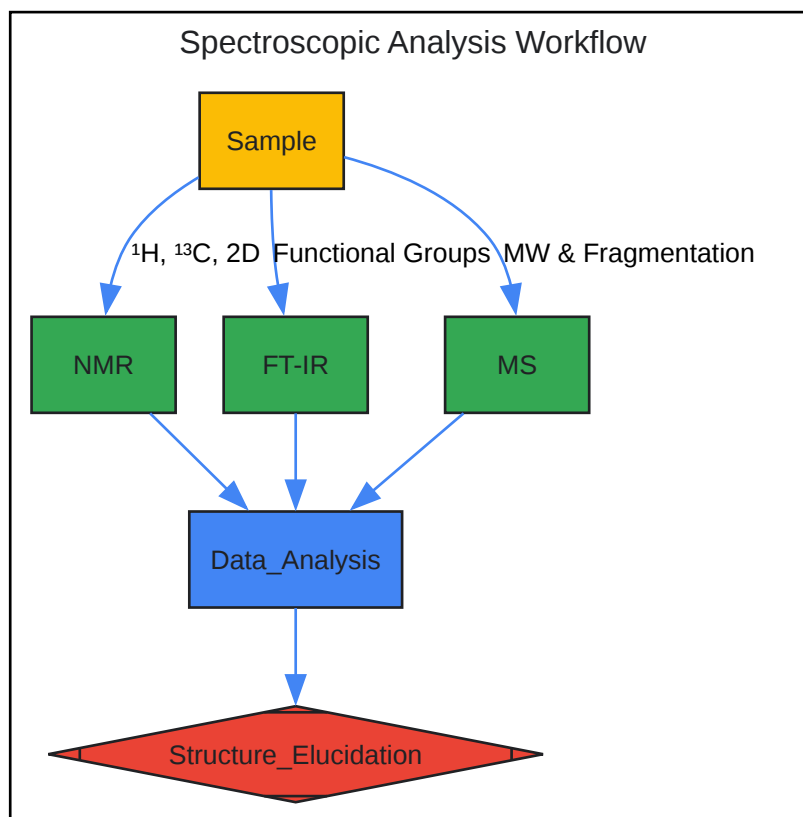 Spectroscopic Analysis Workflow
Sample
¹H, ¹³C, 2D
Functional Groups
MW & Fragmentation
NMR
FT-IR
MS
Data_Analysis
Structure_Elucidation